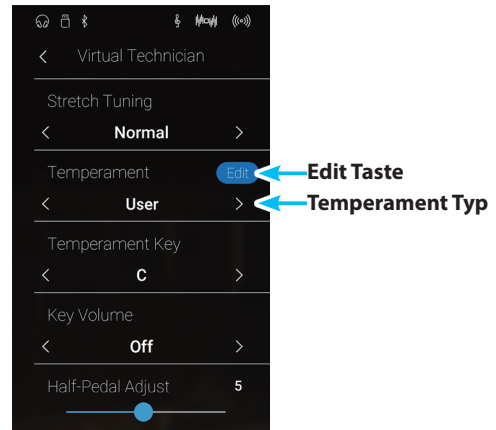 Virtual Technician
Stretch Tuning
Normal
Temperament Edit
User
Temperament Key
C
Key Volume
Off
Half-Pedal Adjust 5
Edit Taste
Temperament Typ